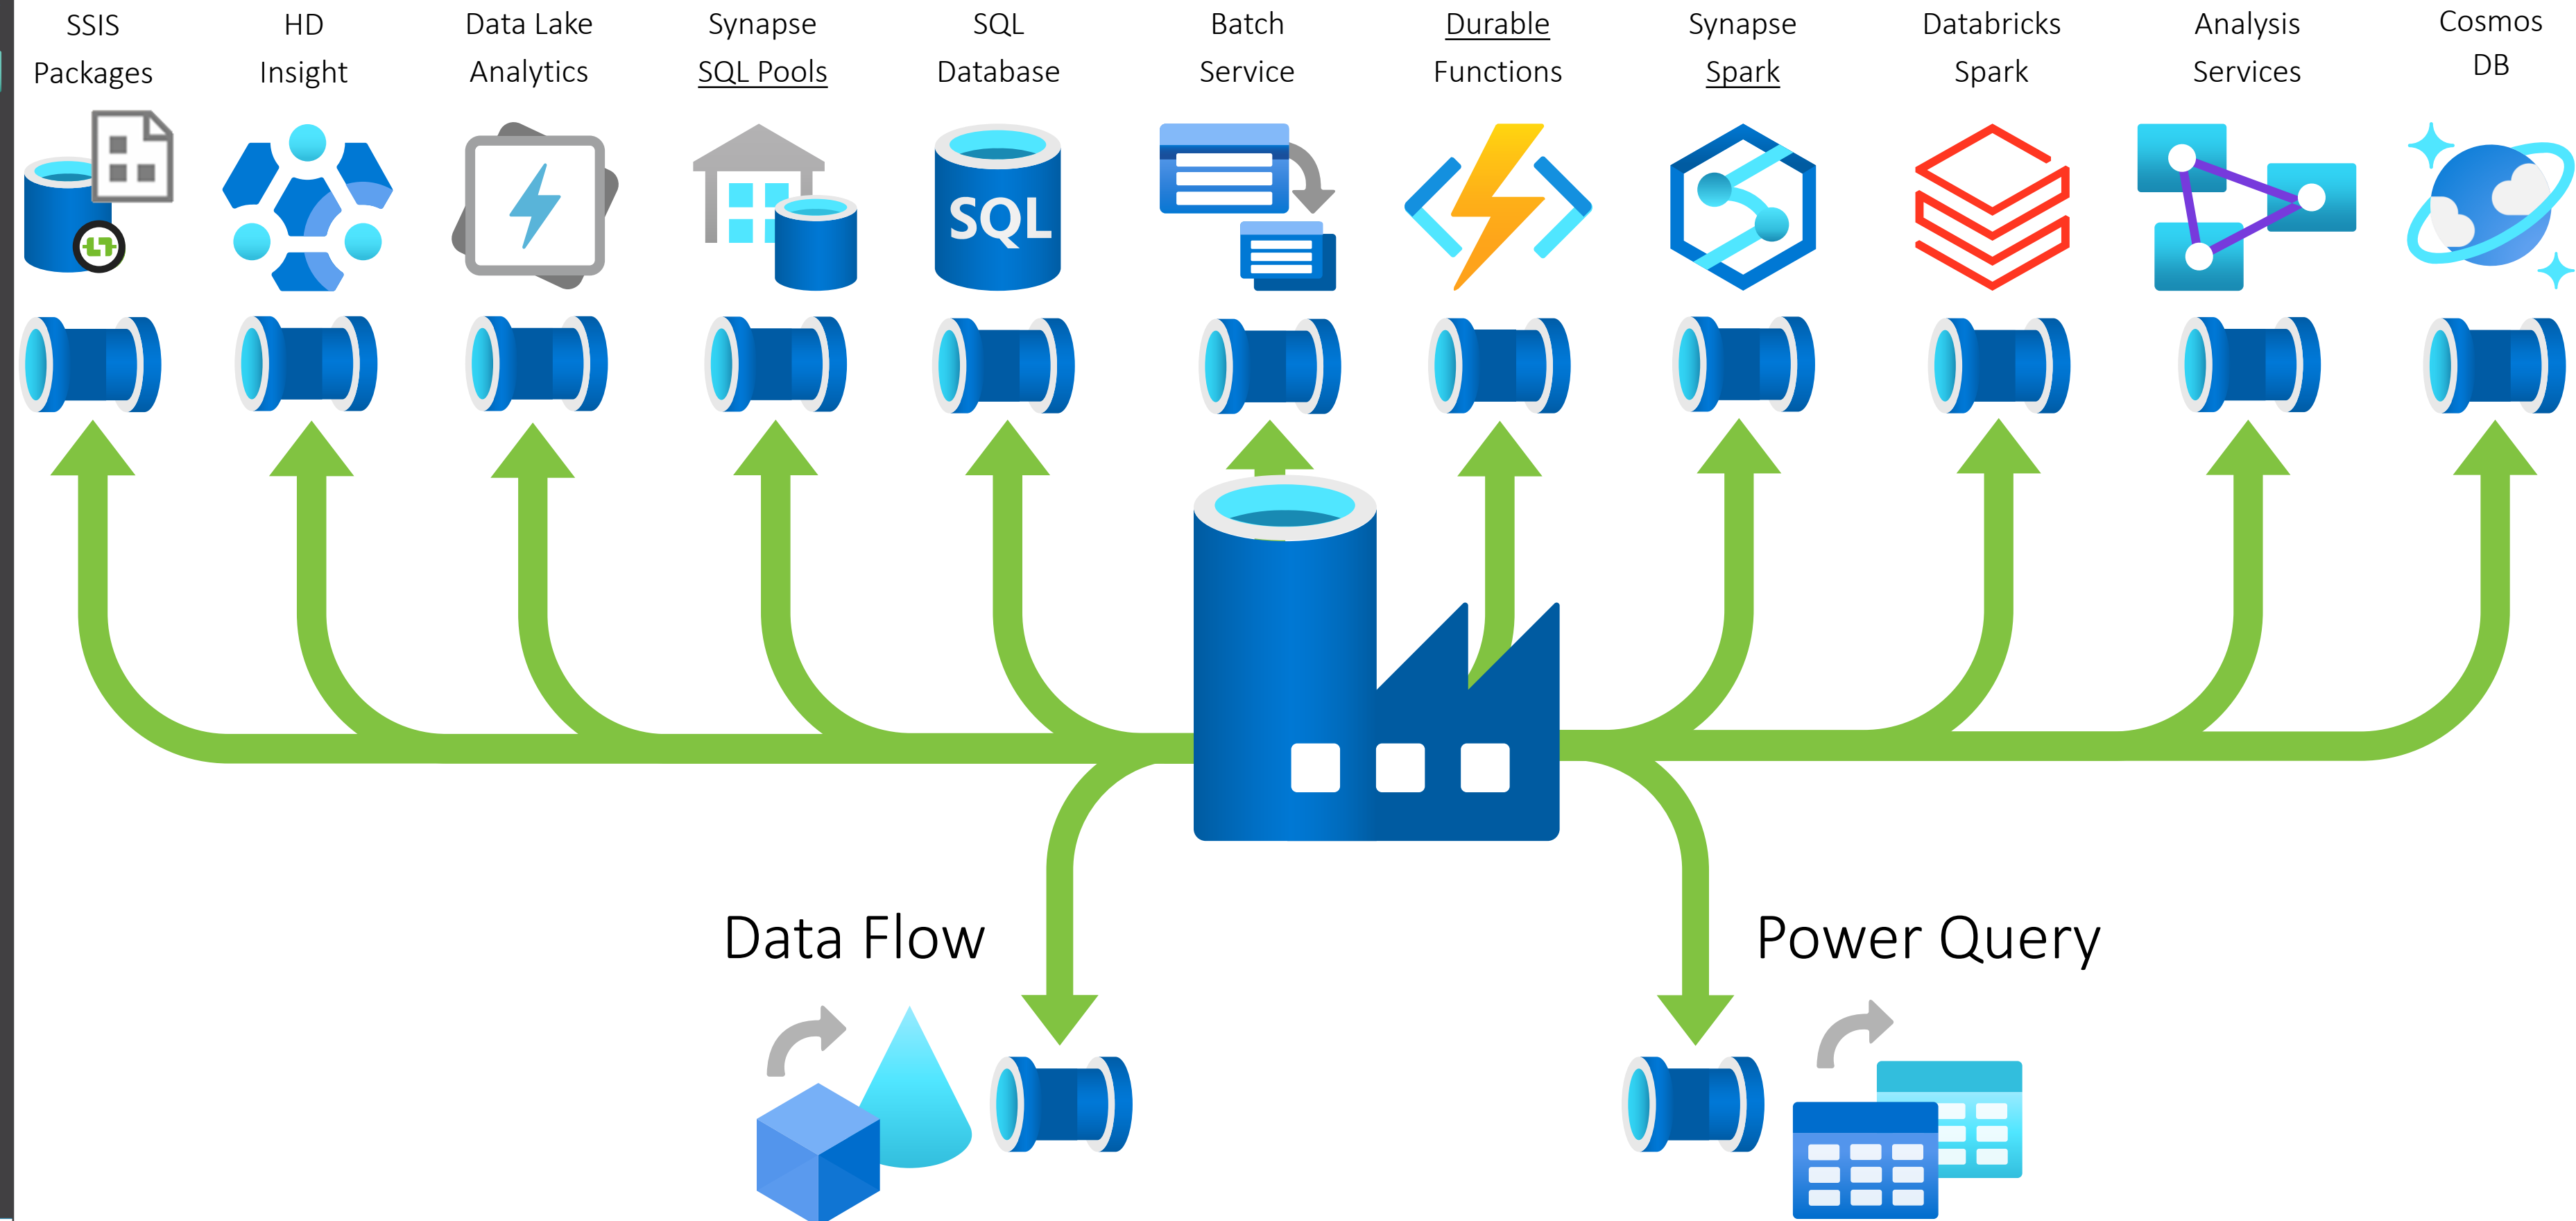 SSIS
Packages
HD
Insight
Data Lake
Analytics
Synapse
SQL Pools
SQL
Database
Batch
Service
Durable
Functions
Synapse
Spark
Databricks
Spark
Analysis
Services
Cosmos
DB
SQL
Data Flow
Power Query